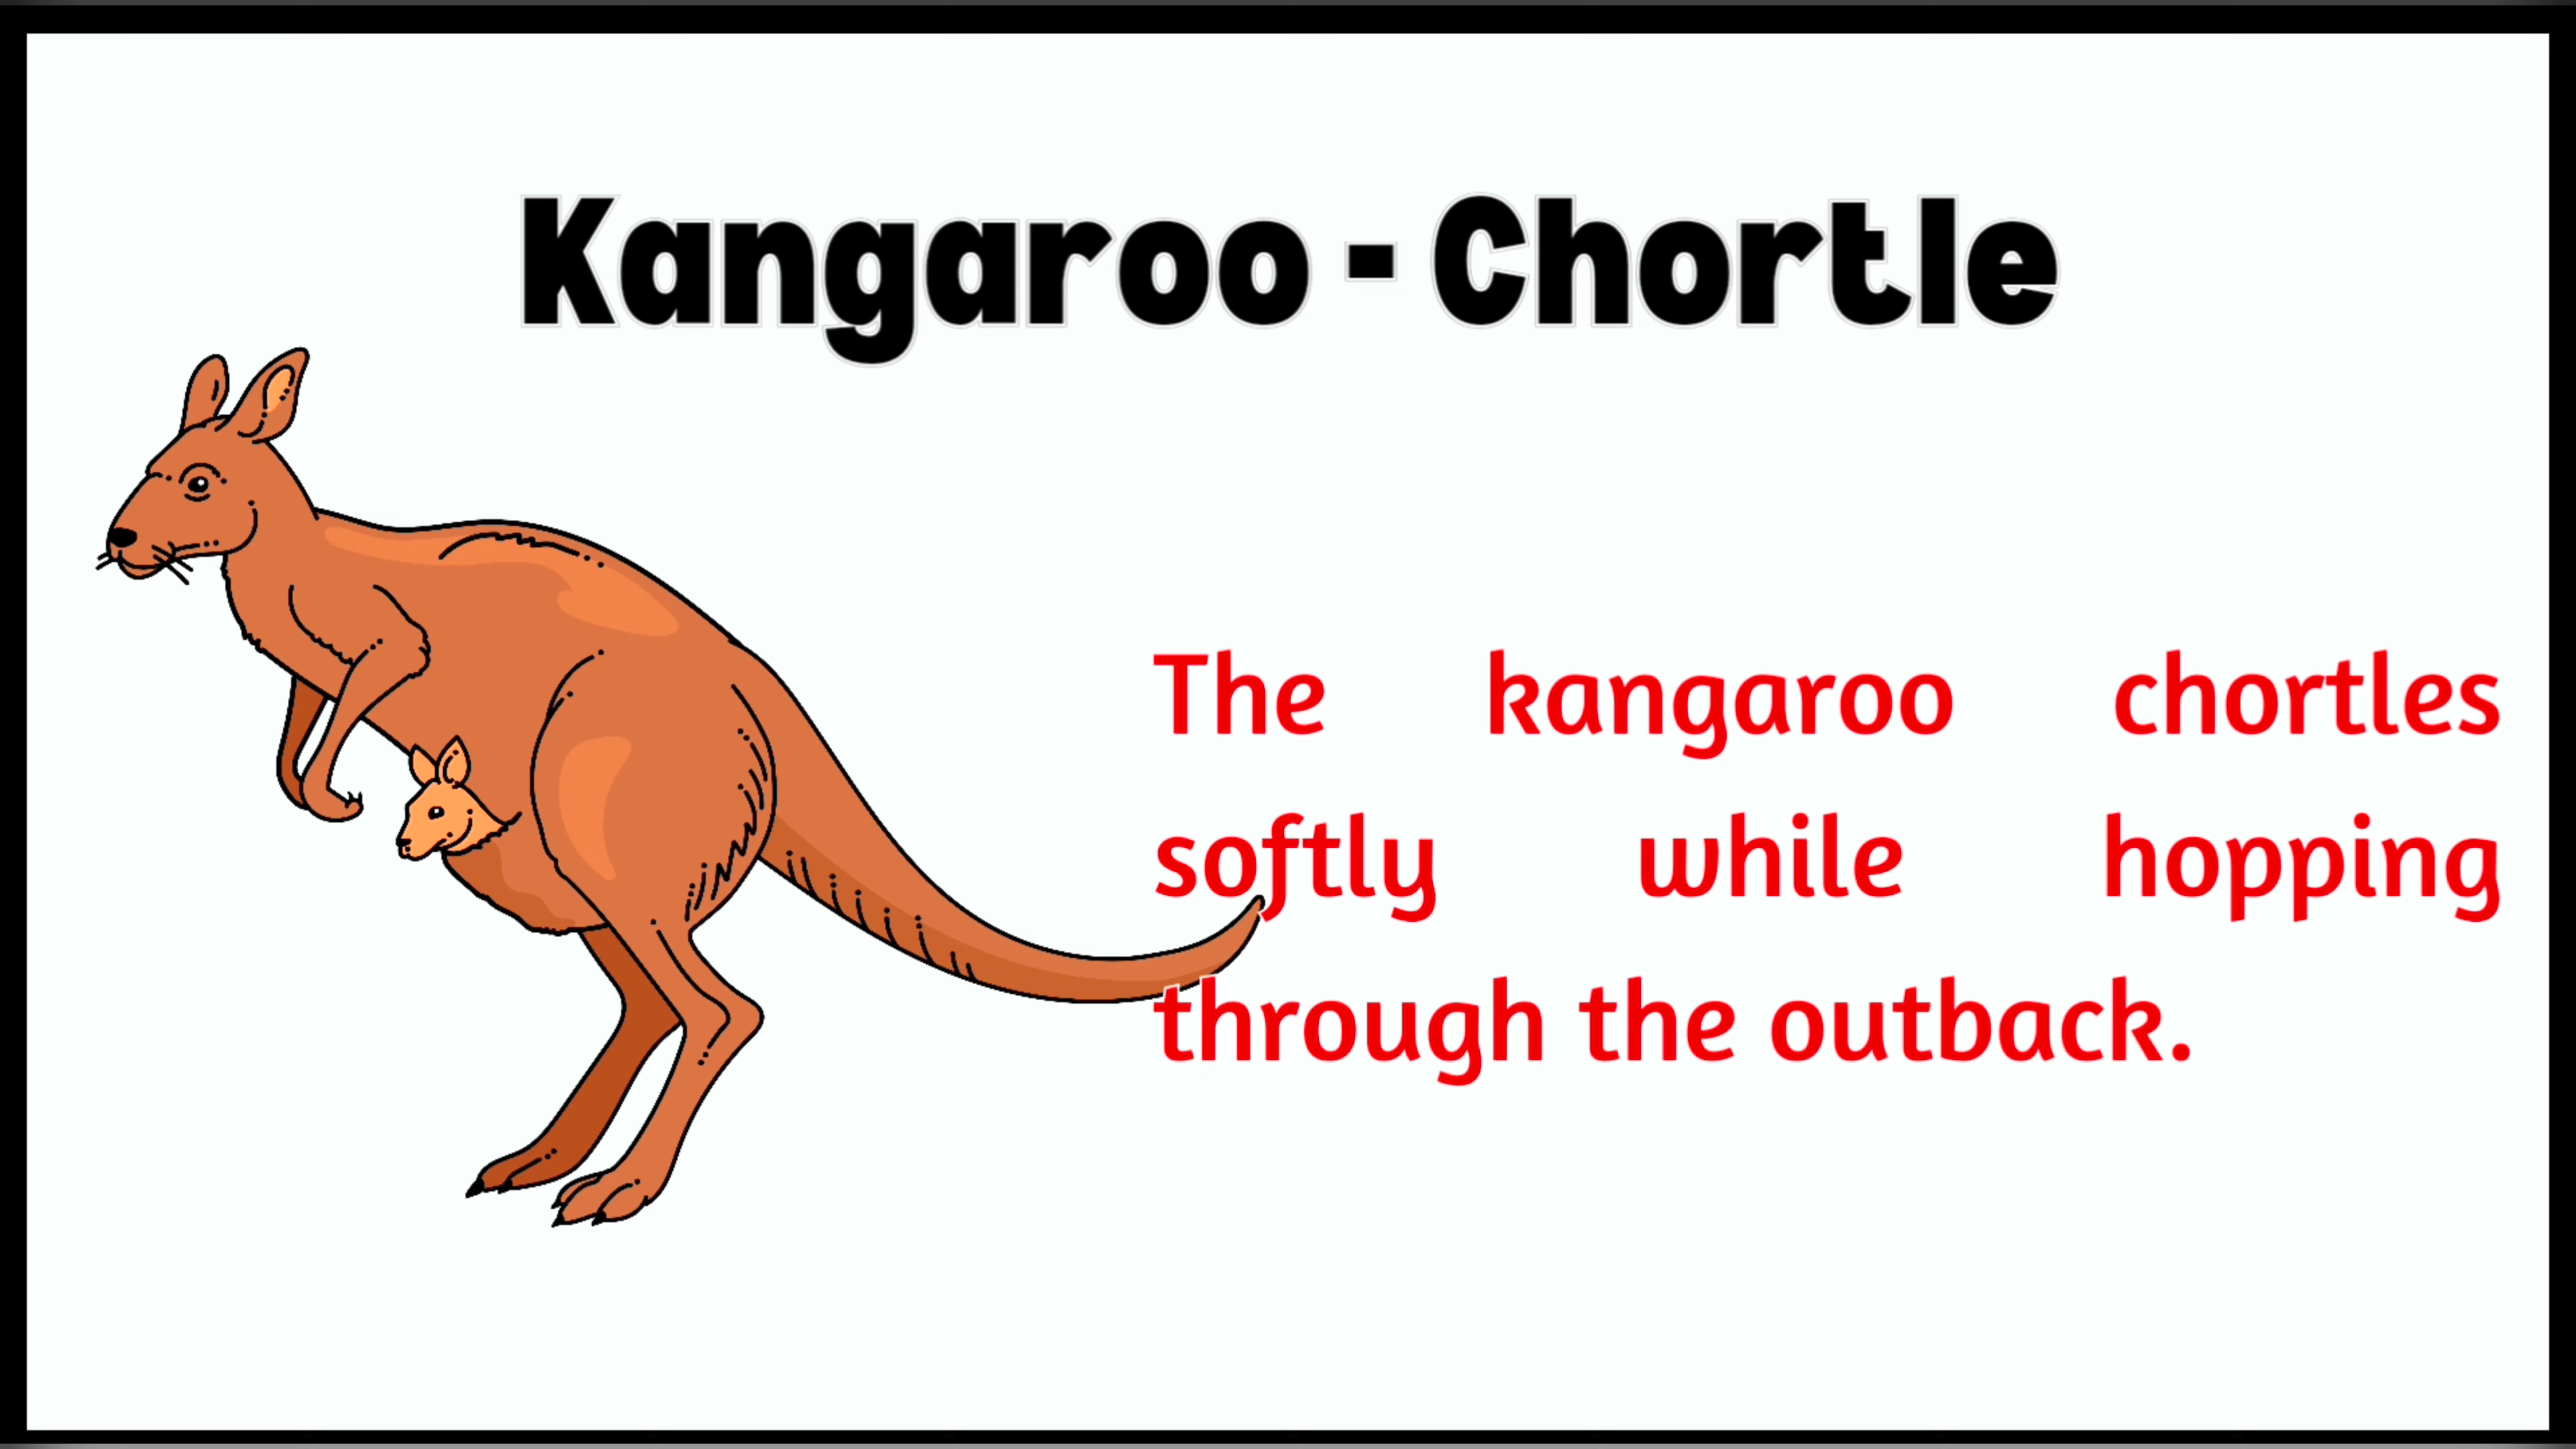 Kangaroo - Chortle
The kangaroo chortles
softly while hopping
through the outback.